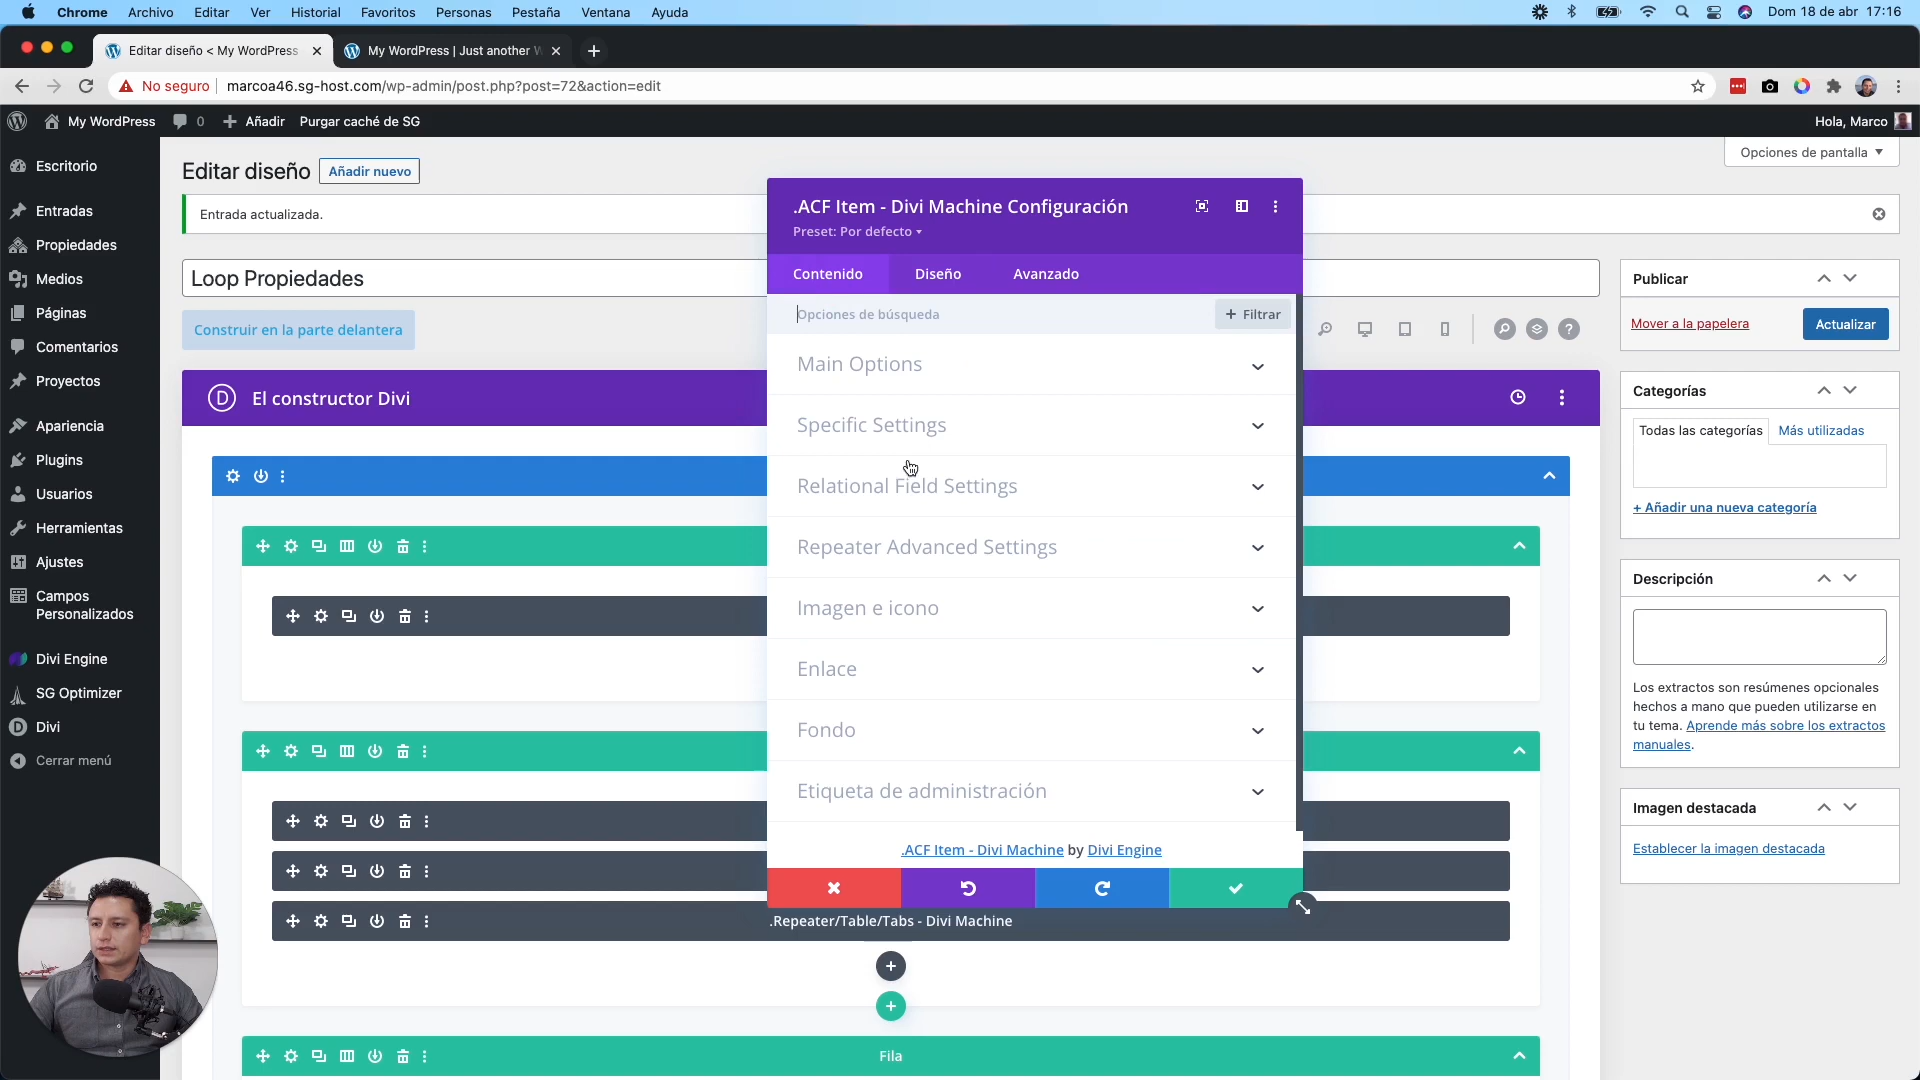 Chrome Archivo Editar Ver Historial Favoritos Personas Pestaña Ventana Ayuda Dom 18 de abr 17:16
Editar diseño < My WordPress
My WordPress | Just another W
No seguro marcoa46.sg-host.com/wp-admin/post.php?post=72&action=edit
My WordPress 0 Añadir Purgar caché de SG Hola, Marco
Opciones de pantalla
Escritorio
Entradas
Propiedades
Medios
Páginas
Comentarios
Proyectos
Apariencia
Plugins
Usuarios
Herramientas
Ajustes
Campos
Personalizados
Divi Engine
SG Optimizer
Divi
Cerrar menú
Editar diseño Añadir nuevo
Entrada actualizada.
Loop Propiedades
Construir en la parte delantera
El constructor Divi
.ACF Item - Divi Machine Configuración
Preset: Por defecto
Contenido Diseño Avanzado
Opciones de búsqueda + Filtrar
Main Options
Specific Settings
Relational Field Settings
Repeater Advanced Settings
Imagen e icono
Enlace
Fondo
Etiqueta de administración
.ACF Item - Divi Machine by Divi Engine
.Repeater/Table/Tabs - Divi Machine
Fila
Publicar
Mover a la papelera Actualizar
Categorías
Todas las categorías Más utilizadas
+ Añadir una nueva categoría
Descripción
Los extractos son resúmenes opcionales
hechos a mano que pueden utilizarse en
tu tema. Aprende más sobre los extractos
manuales.
Imagen destacada
Establecer la imagen destacada